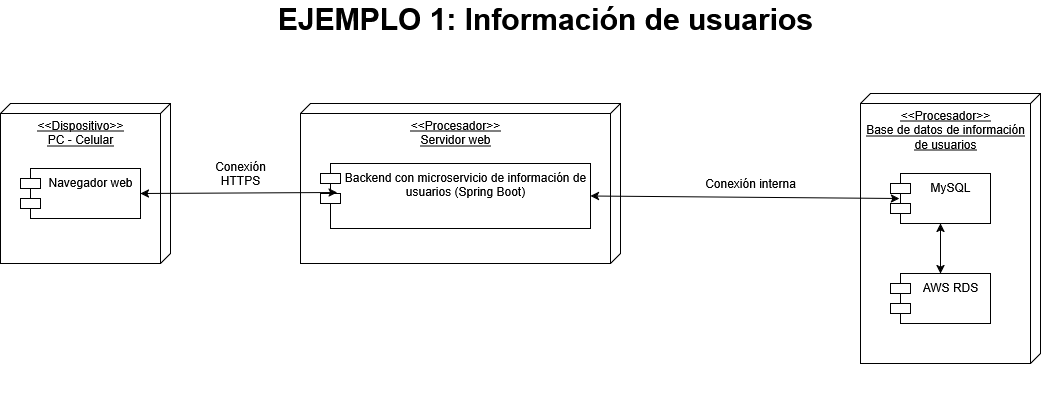 EJEMPLO 1: Información de usuarios
<<Dispositivo>>
PC - Celular
Navegador web
Conexión
HTTPS
<<Procesador>>
Servidor web
Backend con microservicio de información de
usuarios (Spring Boot)
Conexión interna
<<Procesador>>
Base de datos de información
de usuarios
MySQL
AWS RDS